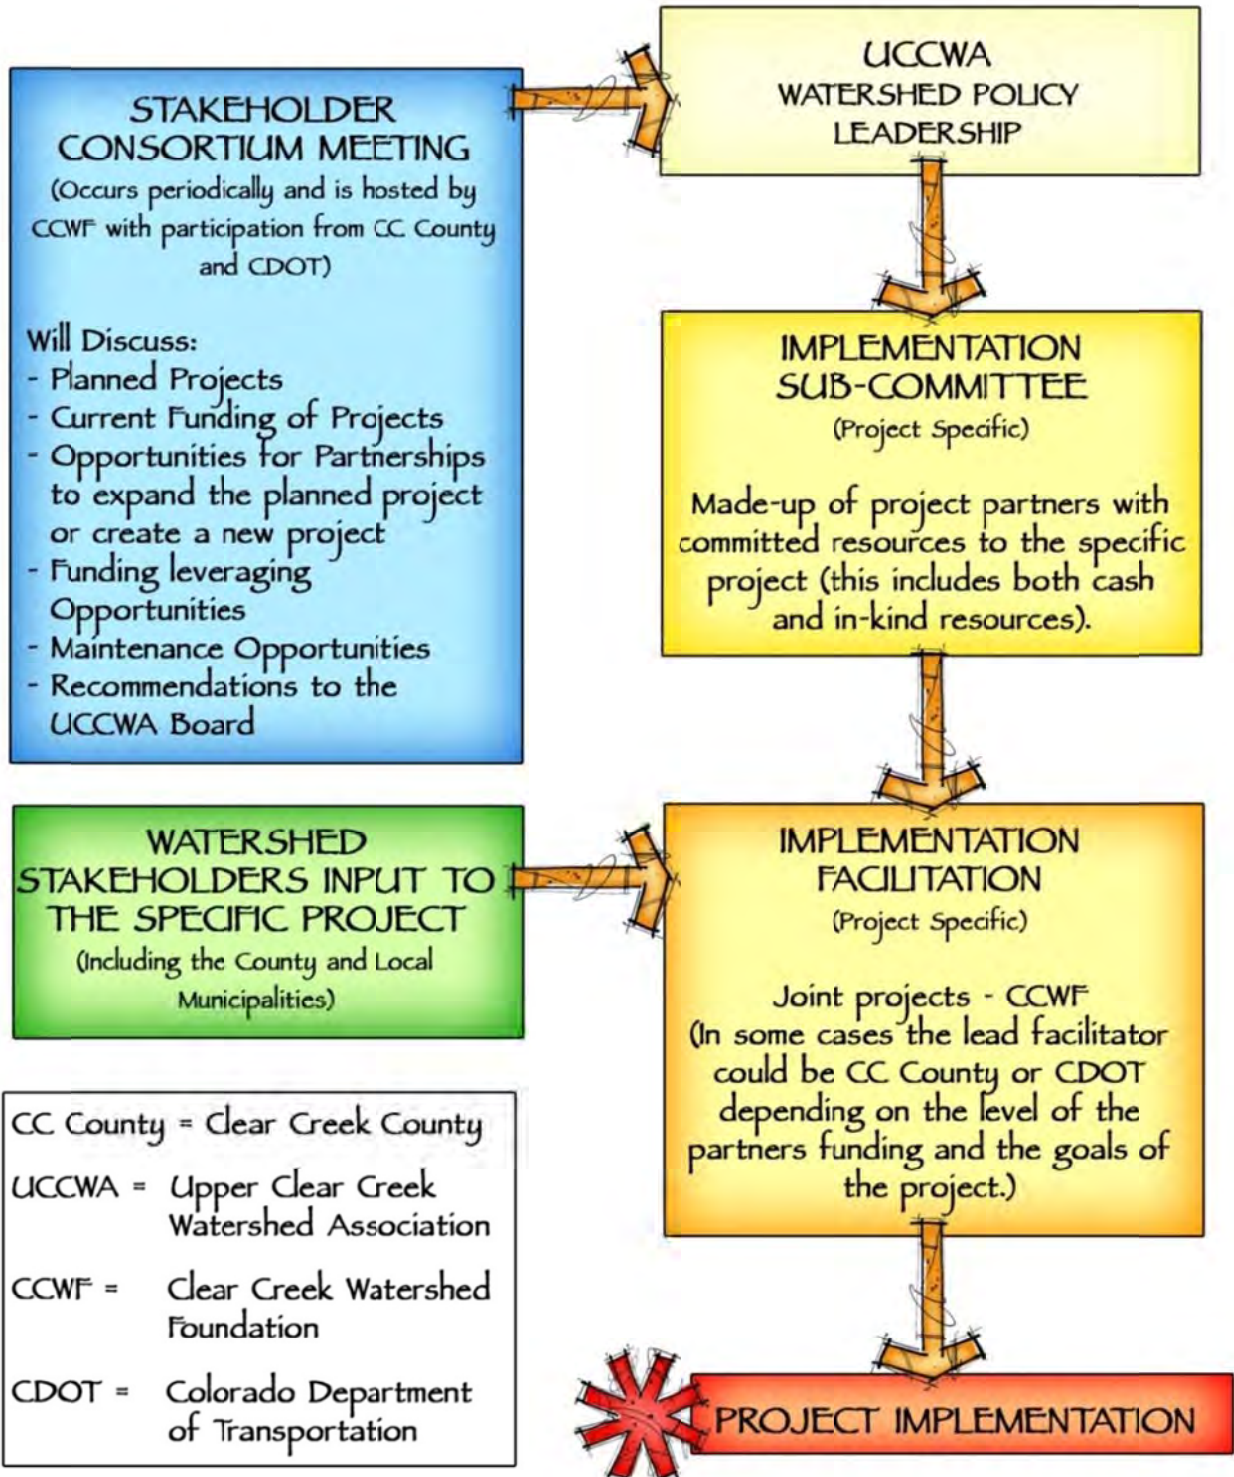 STAKEHOLDER
CONSORTIUM MEETING
(Occurs periodically and is hosted by
CCWF with participation from CC County
and CDOT)
Will Discuss:
- Planned Projects
- Current Funding of Projects
- Opportunities for Partnerships
to expand the planned project
or create a new project
- Funding leveraging
Opportunities
- Maintenance Opportunities
- Recommendations to the
UCCWA Board
UCCWA
WATERSHED POLICY
LEADERSHIP
IMPLEMENTATION
SUB-COMMITTEE
(Project Specific)
Made-up of project partners with
committed resources to the specific
project (this includes both cash
and in-kind resources).
WATERSHED
STAKEHOLDERS INPUT TO
THE SPECIFIC PROJECT
(Including the County and Local
Municipalities)
IMPLEMENTATION
FACILITATION
(Project Specific)
Joint projects - CCWF
(In some cases the lead facilitator
could be CC County or CDOT
depending on the level of the
partners funding and the goals of
the project.)
PROJECT IMPLEMENTATION
CC County = Clear Creek County
UCCWA = Upper Clear Creek
Watershed Association
CCWF = Clear Creek Watershed
Foundation
CDOT = Colorado Department
of Transportation